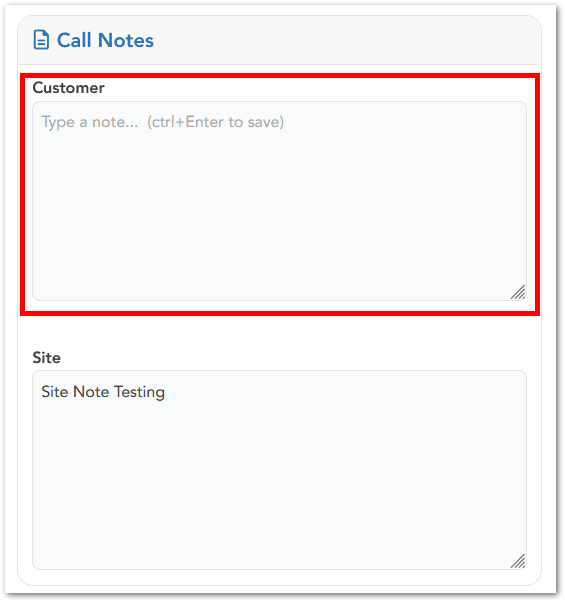 Call Notes
Customer
Type a note... (ctrl+Enter to save)
Site
Site Note Testing